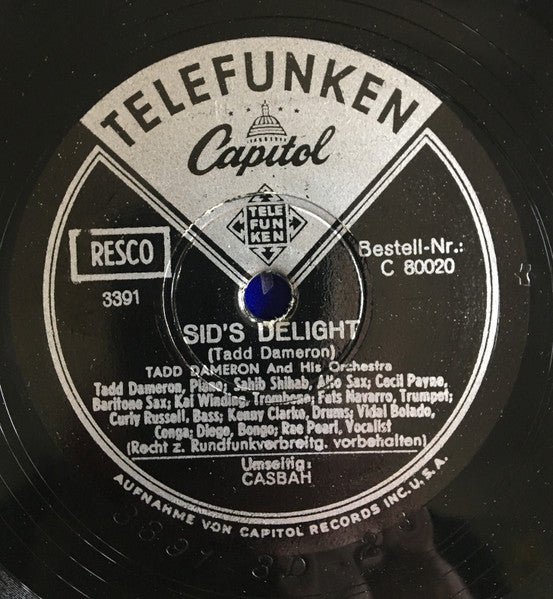 TELEFUNKEN
Capitol
TELE
FUN
KEN
RESCO
3391
Bestell-Nr.:
C 80020
SID'S DELIGHT
(Tadd Dameron)
TADD DAMERON And His Orchestra
Tadd Dameron, Piano; Sahib Shihab, Alto Sax; Cecil Payne,
Baritone Sax; Kai Winding, Trombone; Fats Navarro, Trumpet;
Curly Russell, Bass; Kenny Clarke, Drums; Vidal Bolado,
Conga; Diego, Bongo; Rae Pearl, Vocalist
(Recht z. Rundfunkverbreitg. vorbehalten)
Umseitig:
CASBAH
AUFNAHME VON CAPITOL RECORDS INC. U.S.A.